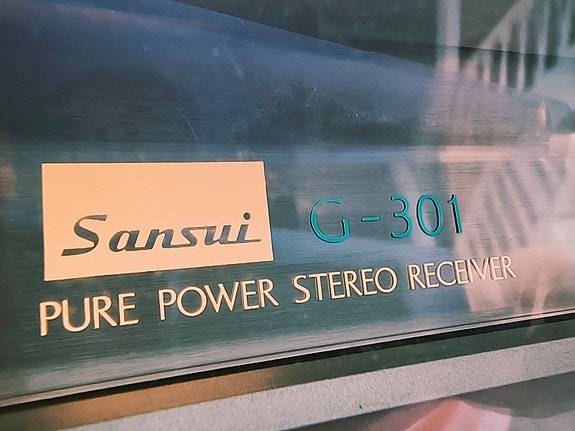 Sansui G-301
PURE POWER STEREO RECEIVER